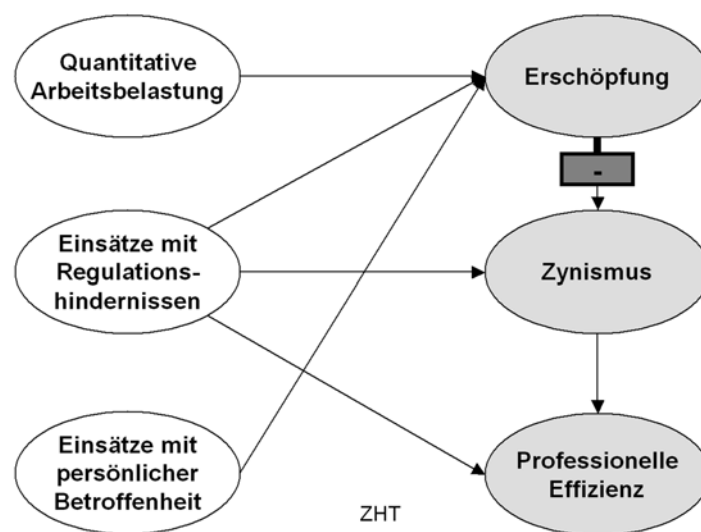 Quantitative
Arbeitsbelastung
Erschöpfung
-
Einsätze mit
Regulations-
hindernissen
Zynismus
Einsätze mit
persönlicher
Betroffenheit
Professionelle
Effizienz
ZHT